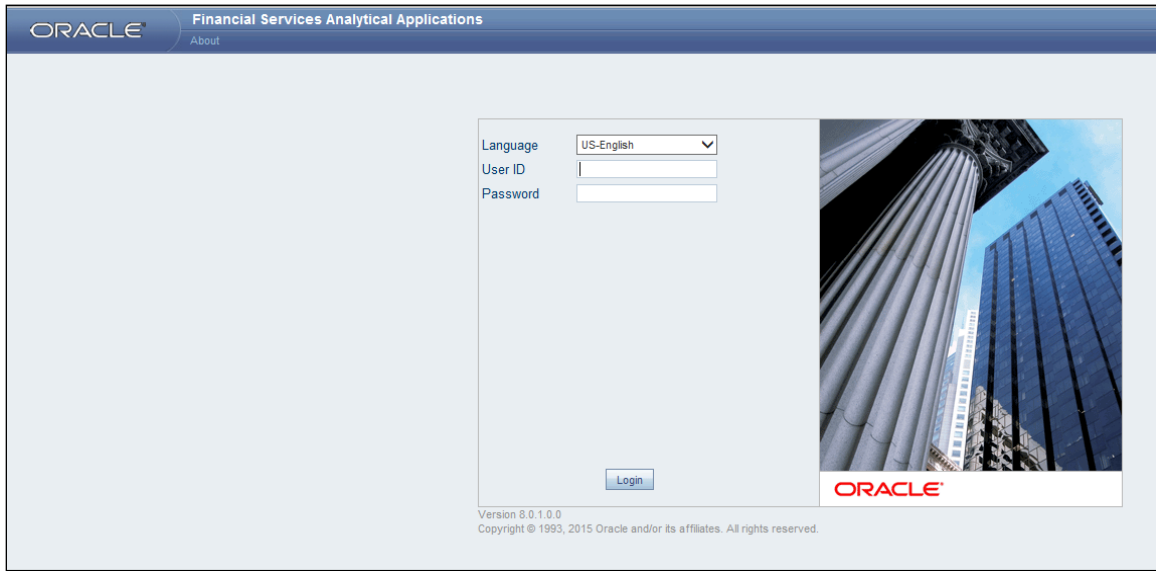 ORACLE
Financial Services Analytical Applications
About
Language US-English
User ID
Password
Login
ORACLE
Version 8.0.1.0.0
Copyright © 1993, 2015 Oracle and/or its affiliates. All rights reserved.